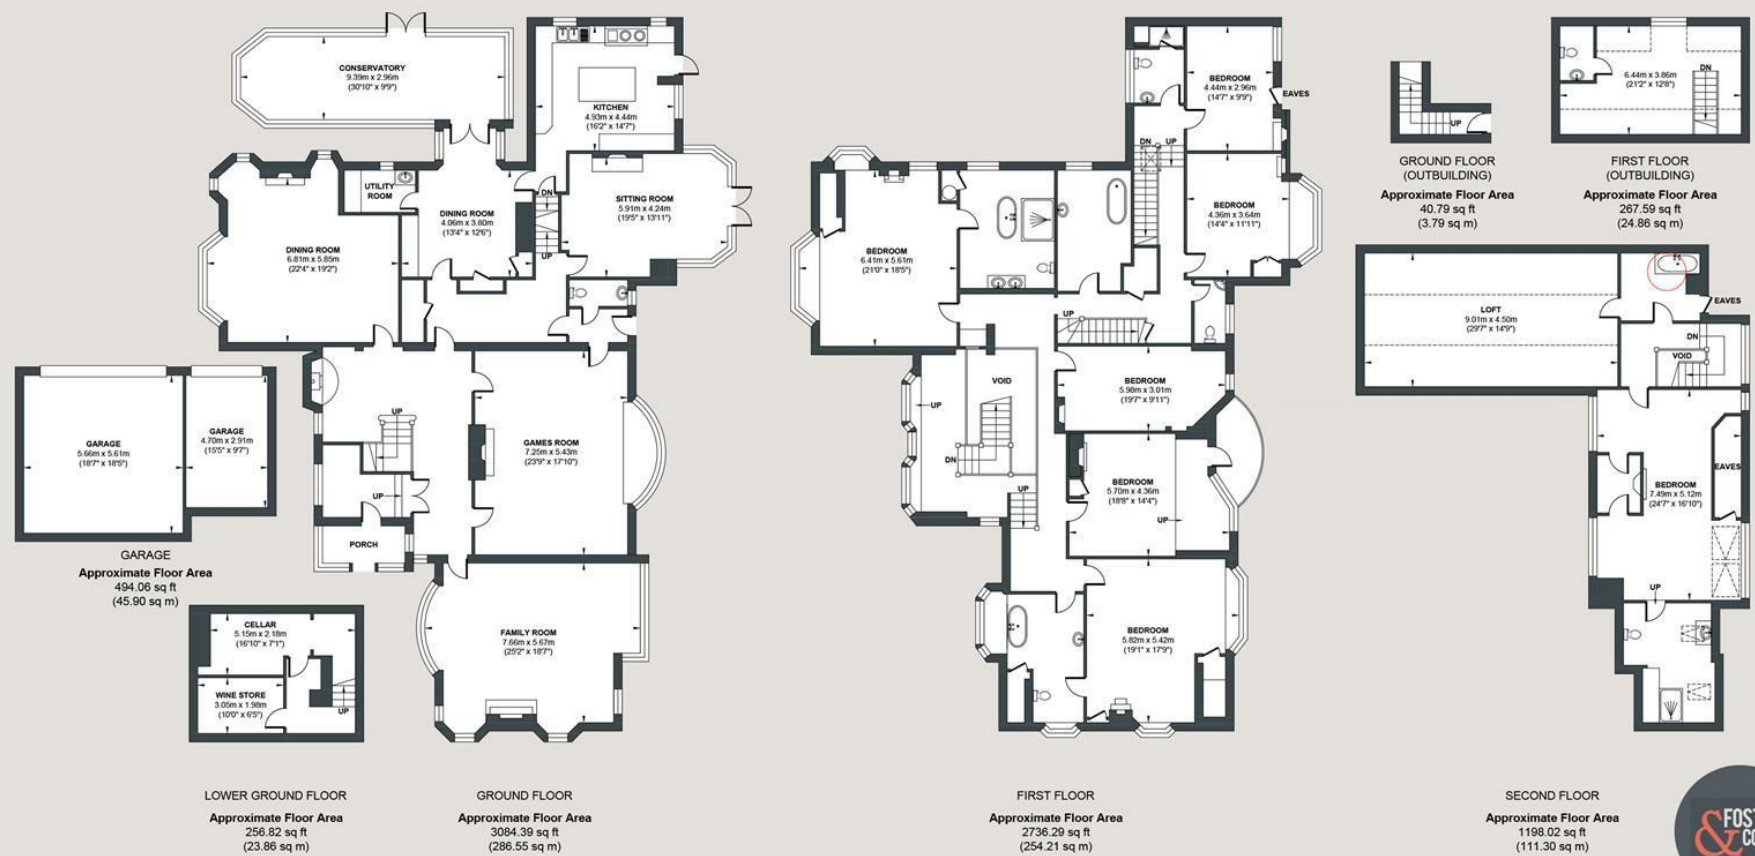 CONSERVATORY
9.39m x 2.96m
(30'10" x 9'9")
KITCHEN
4.93m x 4.44m
(16'2" x 14'7")
UTILITY
ROOM
DINING ROOM
4.06m x 3.80m
(13'4" x 12'6")
DN
UP
SITTING ROOM
5.91m x 4.24m
(19'5" x 13'11")
DINING ROOM
6.81m x 5.85m
(22'4" x 19'2")
GARAGE
5.66m x 5.61m
(18'7" x 18'5")
GARAGE
4.70m x 2.91m
(15'5" x 9'7")
UP
UP
PORCH
GAMES ROOM
7.25m x 5.43m
(23'9" x 17'10")
GARAGE
Approximate Floor Area
494.06 sq ft
(45.90 sq m)
CELLAR
5.15m x 2.18m
(16'10" x 7'1")
WINE STORE
3.05m x 1.98m
(10'0" x 6'5")
UP
FAMILY ROOM
7.66m x 5.67m
(25'2" x 18'7")
LOWER GROUND FLOOR
Approximate Floor Area
256.82 sq ft
(23.86 sq m)
GROUND FLOOR
Approximate Floor Area
3084.39 sq ft
(286.55 sq m)
BEDROOM
4.44m x 2.96m
(14'7" x 9'9")
EAVES
DN
UP
BEDROOM
4.36m x 3.64m
(14'4" x 11'11")
BEDROOM
6.41m x 5.61m
(21'0" x 18'5")
UP
VOID
UP
DN
UP
BEDROOM
5.98m x 3.01m
(19'7" x 9'11")
BEDROOM
5.70m x 4.36m
(18'8" x 14'4")
UP
BEDROOM
5.82m x 5.42m
(19'1" x 17'9")
FIRST FLOOR
Approximate Floor Area
2736.29 sq ft
(254.21 sq m)
UP
GROUND FLOOR
(OUTBUILDING)
Approximate Floor Area
40.79 sq ft
(3.79 sq m)
6.44m x 3.86m
(21'2" x 12'8")
DN
FIRST FLOOR
(OUTBUILDING)
Approximate Floor Area
267.59 sq ft
(24.86 sq m)
LOFT
9.01m x 4.50m
(29'7" x 14'9")
EAVES
DN
VOID
EAVES
BEDROOM
7.49m x 5.12m
(24'7" x 16'10")
UP
SECOND FLOOR
Approximate Floor Area
1198.02 sq ft
(111.30 sq m)
&
FOST
CO